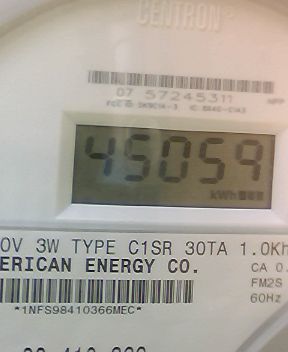 CENTRON®
07 57245311
NPP
45059
kWh
0V 3W TYPE C1SR 30TA 1.0Kh
ERICAN ENERGY CO.
CA 0.
FM2S
60Hz
*1NFS98410366MEC*